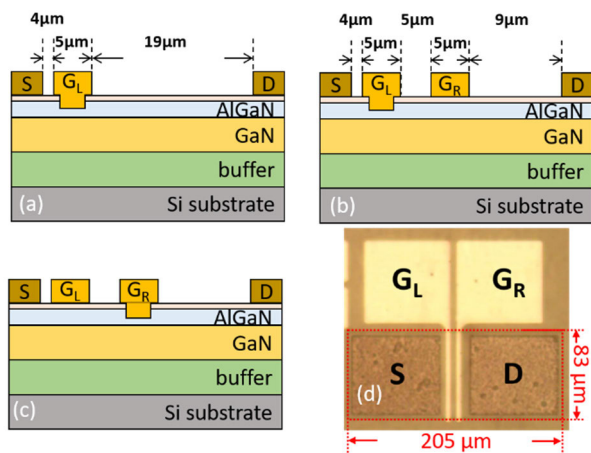 4μm
5μm
19μm
S
G_L
D
AlGaN
GaN
buffer
Si substrate
(a)
4μm
5μm
9μm
5μm
5μm
S
G_L
G_R
D
AlGaN
GaN
buffer
Si substrate
(b)
S
G_L
G_R
D
AlGaN
GaN
buffer
Si substrate
(c)
G_L
G_R
S
D
(d)
83 μm
205 μm